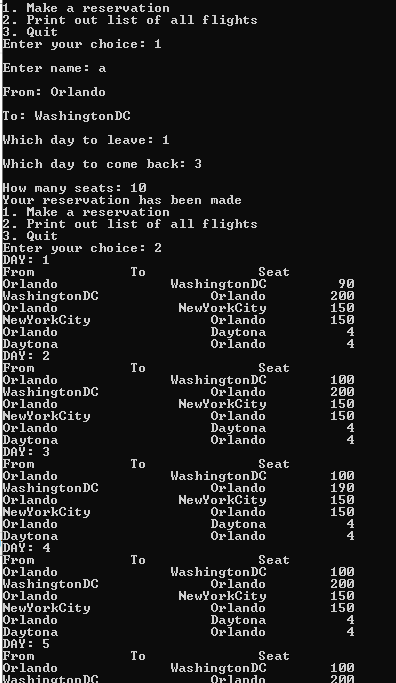 1. Make a reservation
2. Print out list of all flights
3. Quit
Enter your choice: 1
Enter name: a
From: Orlando
To: WashingtonDC
Which day to leave: 1
Which day to come back: 3
How many seats: 10
Your reservation has been made
1. Make a reservation
2. Print out list of all flights
3. Quit
Enter your choice: 2
DAY: 1
From To Seat
Orlando WashingtonDC 90
WashingtonDC Orlando 200
Orlando NewYorkCity 150
NewYorkCity Orlando 150
Orlando Daytona 4
Daytona Orlando 4
DAY: 2
From To Seat
Orlando WashingtonDC 100
WashingtonDC Orlando 200
Orlando NewYorkCity 150
NewYorkCity Orlando 150
Orlando Daytona 4
Daytona Orlando 4
DAY: 3
From To Seat
Orlando WashingtonDC 100
WashingtonDC Orlando 190
Orlando NewYorkCity 150
NewYorkCity Orlando 150
Orlando Daytona 4
Daytona Orlando 4
DAY: 4
From To Seat
Orlando WashingtonDC 100
WashingtonDC Orlando 200
Orlando NewYorkCity 150
NewYorkCity Orlando 150
Orlando Daytona 4
Daytona Orlando 4
DAY: 5
From To Seat
Orlando WashingtonDC 100
WashingtonDC Orlando 200